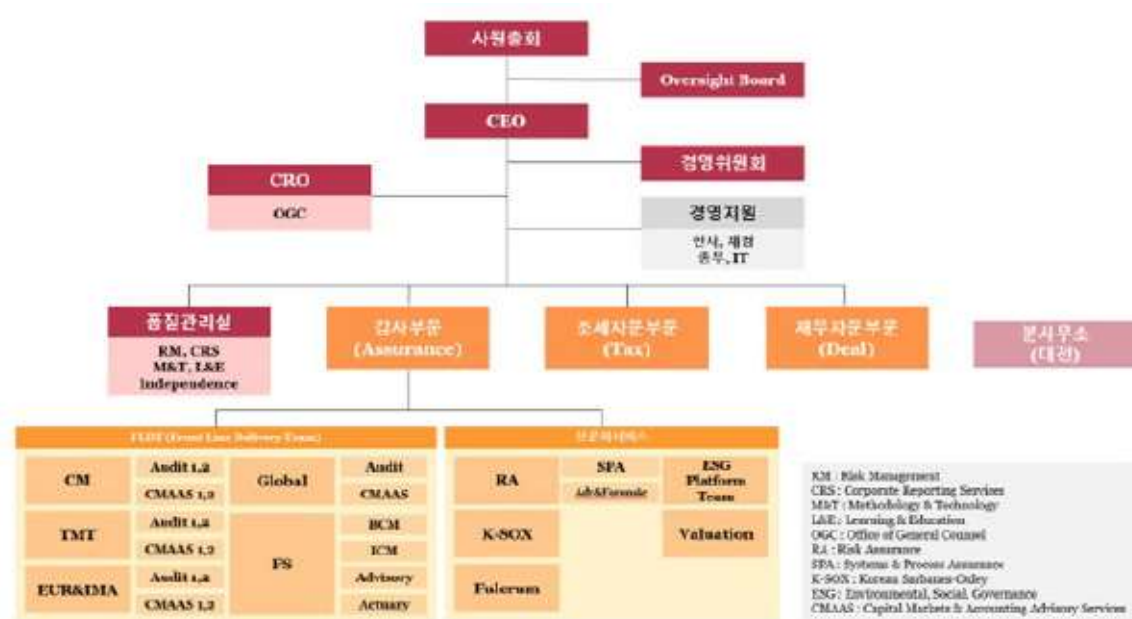 사원총회
Oversight Board
CEO
경영위원회
CRO
OGC
경영지원
인사, 재경
총무, IT
품질관리실
RM, CRS
M&T, L&E
Independence
감사부문
(Assurance)
조세자문부문
(Tax)
재무자문부문
(Deal)
분사무소
(대전)
FLDT (Front Line Delivery Team)
CM
Audit 1,2
CMAAS 1,2
Global
Audit
CMAAS
TMT
Audit 1,2
CMAAS 1,2
FS
BCM
ICM
Advisory
Actuary
EUR&IMA
Audit 1,2
CMAAS 1,2
RA
SPA
ESG
Platform
Team
K-SOX
Valuation
Fulcrum
RM : Risk Management
CRS : Corporate Reporting Services
M&T : Methodology & Technology
L&E : Learning & Education
OGC : Office of General Counsel
RA : Risk Assurance
SPA : Systems & Process Assurance
K-SOX : Korean Sarbanes-Oxley
ESG : Environmental, Social, Governance
CMAAS : Capital Markets & Accounting Advisory Services